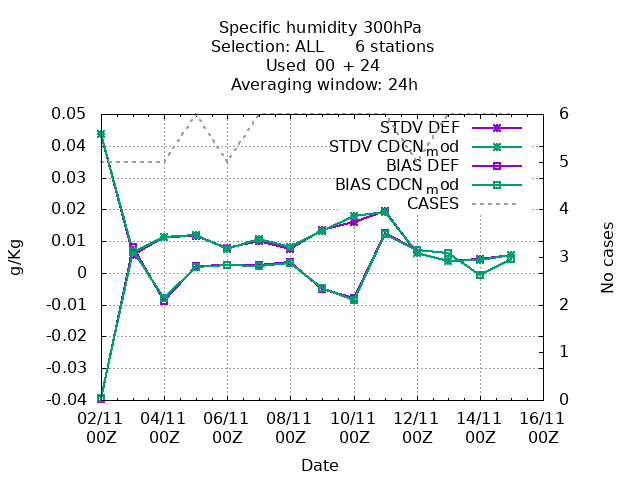 Specific humidity 300hPa
Selection: ALL 6 stations
Used 00 + 24
Averaging window: 24h
STDV DEF
STDV CDCN_mod
BIAS DEF
BIAS CDCN_mod
CASES
g/Kg
0.05
0.04
0.03
0.02
0.01
0
-0.01
-0.02
-0.03
-0.04
No cases
6
5
4
3
2
1
0
02/11 04/11 06/11 08/11 10/11 12/11 14/11 16/11
00Z 00Z 00Z 00Z 00Z 00Z 00Z 00Z
Date